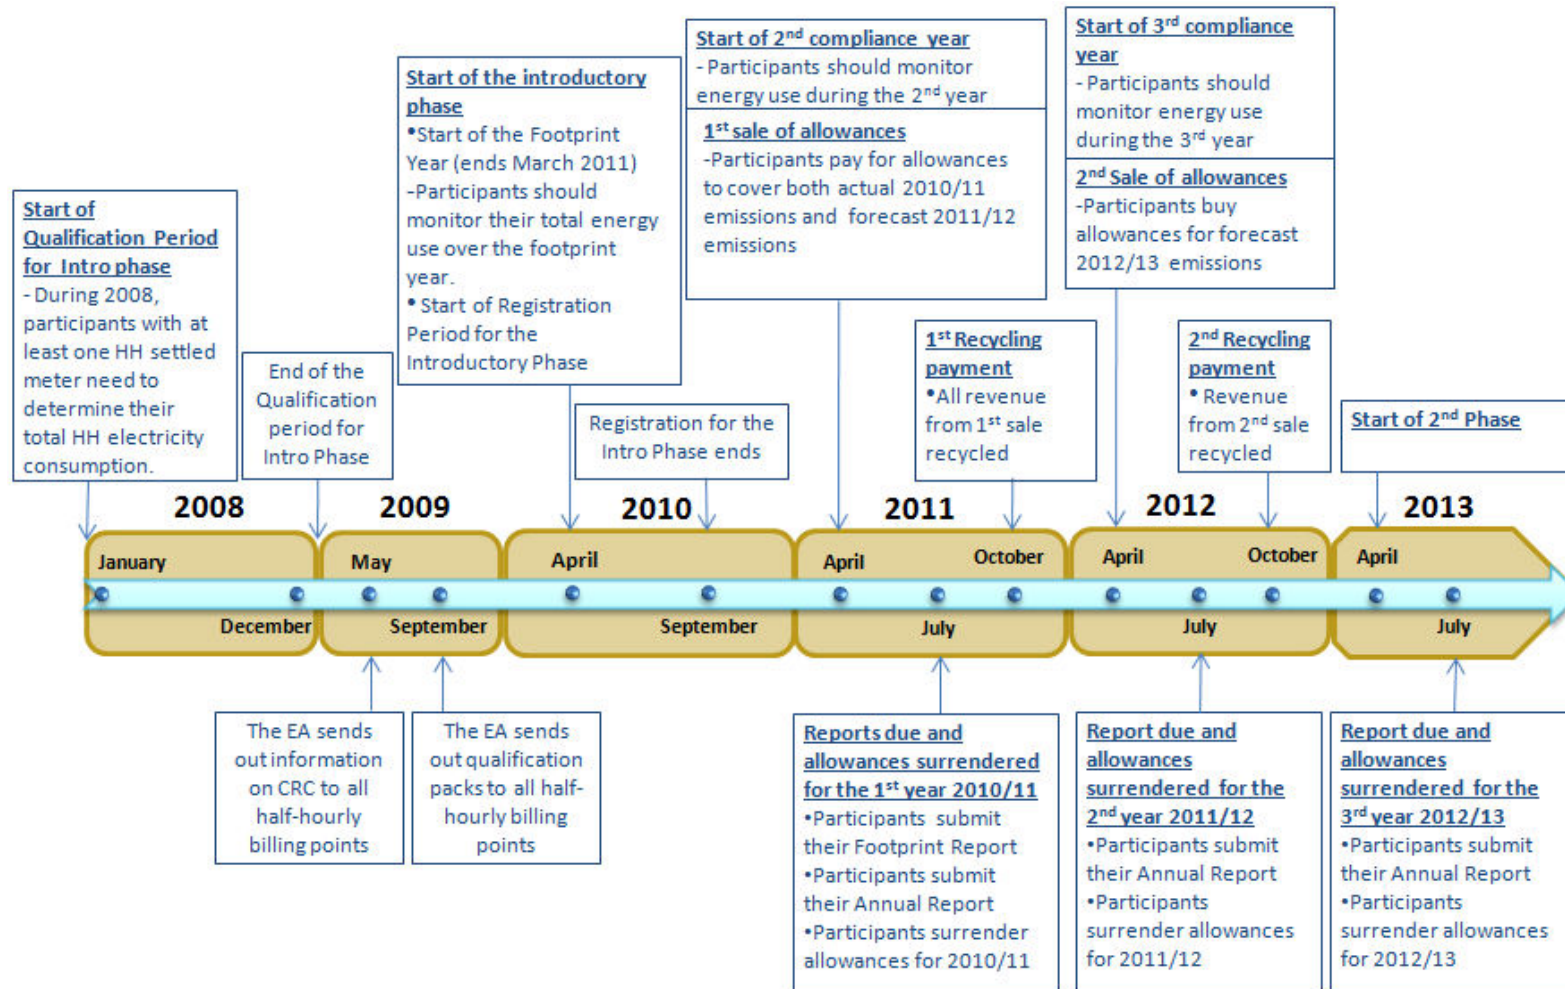 Start of
Qualification Period
for Intro phase
- During 2008,
participants with at
least one HH settled
meter need to
determine their
total HH electricity
consumption.
End of the
Qualification
period for
Intro Phase
Start of the introductory
phase
•Start of the Footprint
Year (ends March 2011)
-Participants should
monitor their total energy
use over the footprint
year.
• Start of Registration
Period for the
Introductory Phase
Registration for the
Intro Phase ends
Start of 2nd compliance year
- Participants should monitor
energy use during the 2nd year
1st sale of allowances
-Participants pay for allowances
to cover both actual 2010/11
emissions and forecast 2011/12
emissions
1st Recycling
payment
•All revenue
from 1st sale
recycled
Start of 3rd compliance
year
- Participants should
monitor energy use
during the 3rd year
2nd Sale of allowances
-Participants buy
allowances for forecast
2012/13 emissions
2nd Recycling
payment
• Revenue
from 2nd sale
recycled
Start of 2nd Phase
2008
2009
2010
2011
2012
2013
January
May
April
April
October
April
October
April
December
September
September
July
July
July
The EA sends
out information
on CRC to all
half-hourly
billing points
The EA sends
out qualification
packs to all half-
hourly billing
points
Reports due and
allowances surrendered
for the 1st year 2010/11
•Participants submit
their Footprint Report
•Participants submit
their Annual Report
•Participants surrender
allowances for 2010/11
Report due and
allowances
surrendered for the
2nd year 2011/12
•Participants submit
their Annual Report
•Participants
surrender allowances
for 2011/12
Report due and
allowances
surrendered for the
3rd year 2012/13
•Participants submit
their Annual Report
•Participants
surrender allowances
for 2012/13